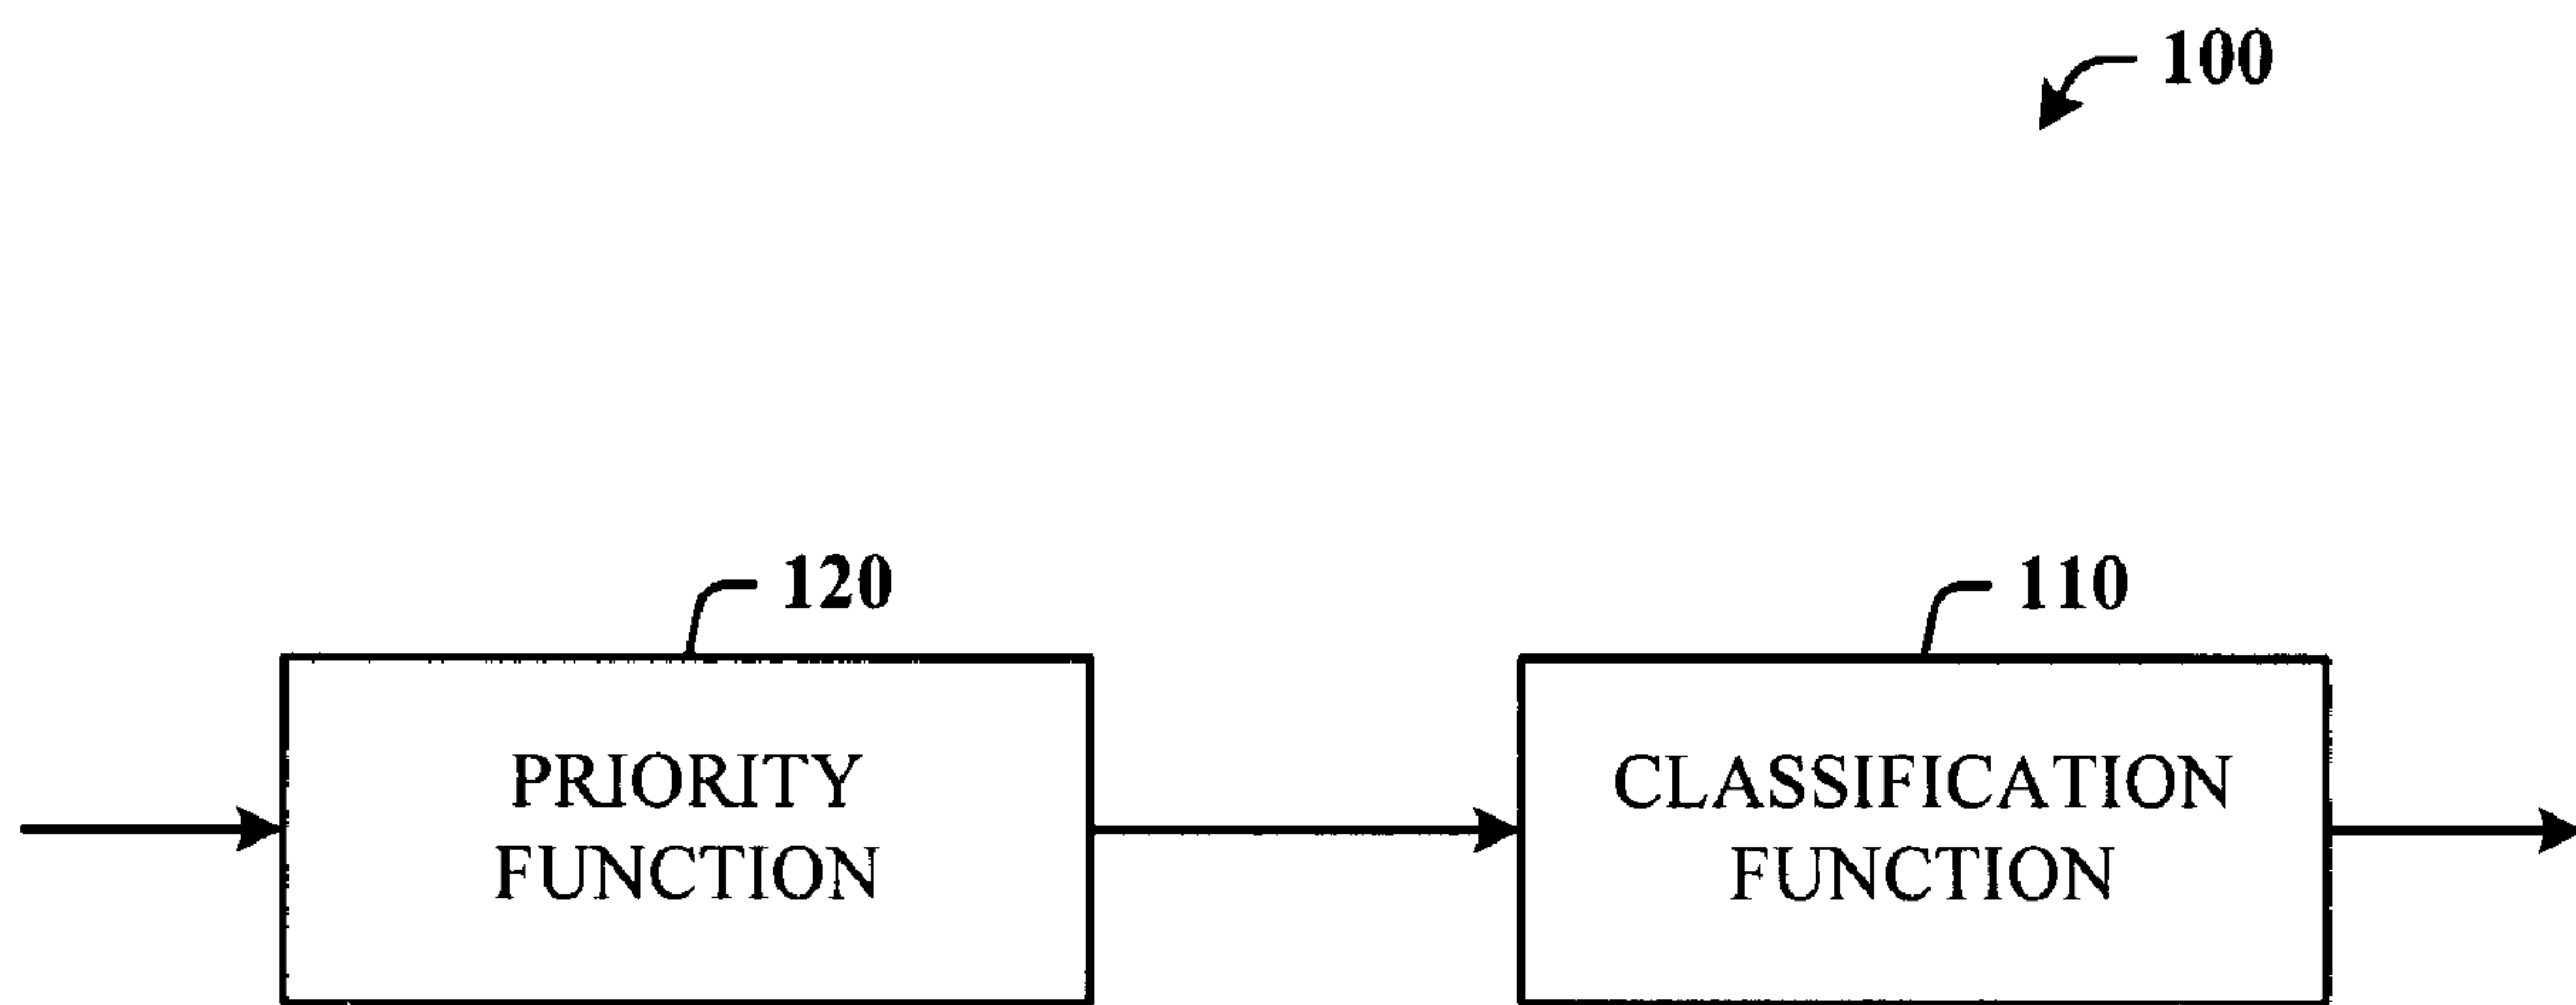 100
120
110
PRIORITY
FUNCTION
CLASSIFICATION
FUNCTION